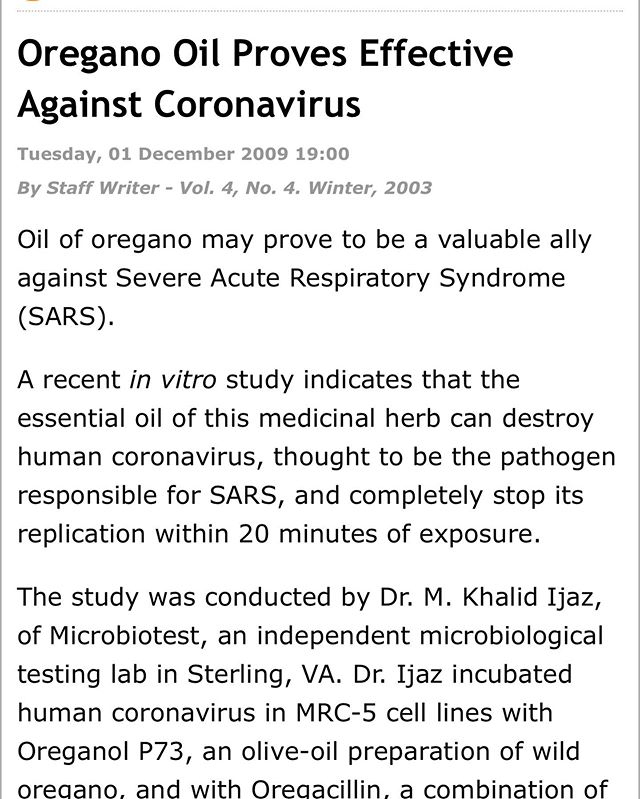 Oregano Oil Proves Effective
Against Coronavirus
Tuesday, 01 December 2009 19:00
By Staff Writer - Vol. 4, No. 4. Winter, 2003
Oil of oregano may prove to be a valuable ally
against Severe Acute Respiratory Syndrome
(SARS).
A recent in vitro study indicates that the
essential oil of this medicinal herb can destroy
human coronavirus, thought to be the pathogen
responsible for SARS, and completely stop its
replication within 20 minutes of exposure.
The study was conducted by Dr. M. Khalid Ijaz,
of Microbiotest, an independent microbiological
testing lab in Sterling, VA. Dr. Ijaz incubated
human coronavirus in MRC-5 cell lines with
Oreganol P73, an olive-oil preparation of wild
oregano, and with Oregacillin, a combination of